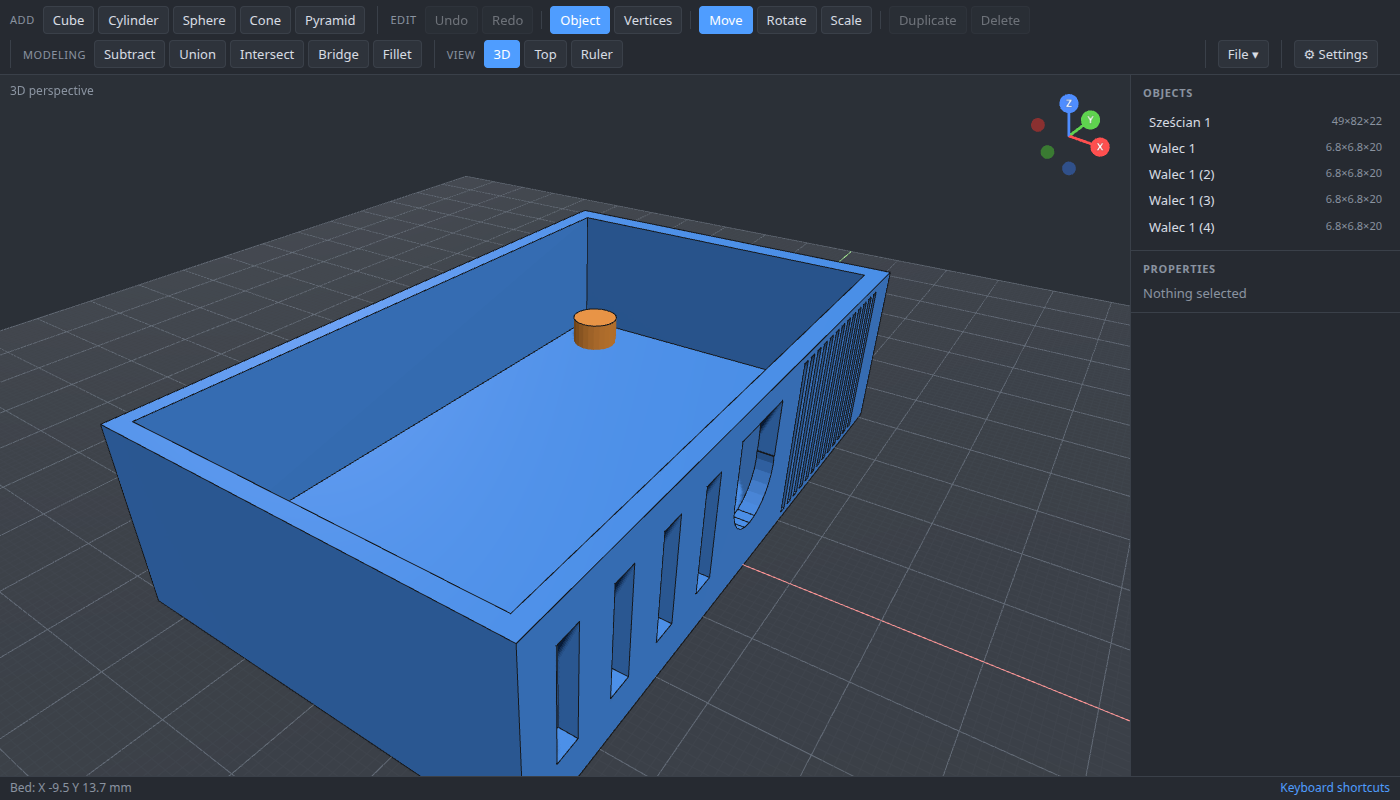 ADD Cube Cylinder Sphere Cone Pyramid EDIT Undo Redo Object Vertices Move Rotate Scale Duplicate Delete
MODELING Subtract Union Intersect Bridge Fillet VIEW 3D Top Ruler File ▾ ⚙ Settings
3D perspective
Z
Y
X
OBJECTS
Sześcian 1 49×82×22
Walec 1 6.8×6.8×20
Walec 1 (2) 6.8×6.8×20
Walec 1 (3) 6.8×6.8×20
Walec 1 (4) 6.8×6.8×20
PROPERTIES
Nothing selected
Bed: X -9.5 Y 13.7 mm
Keyboard shortcuts